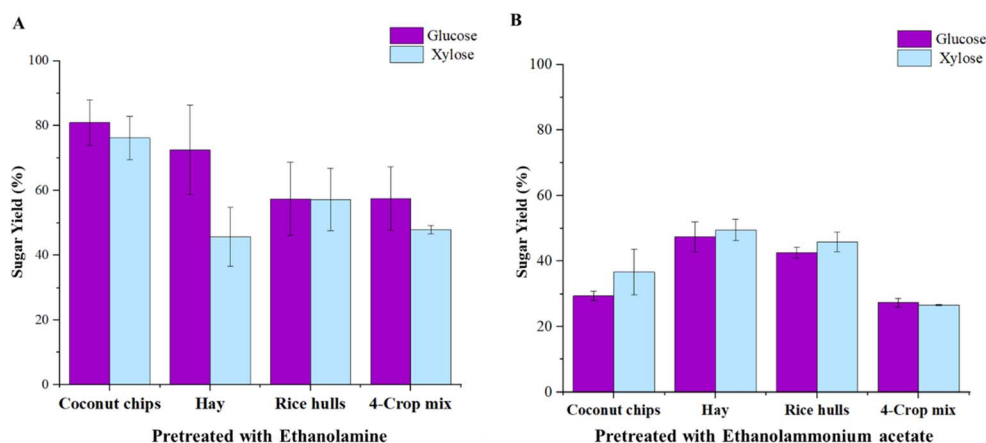 A
Glucose
Xylose
100
80
60
40
20
0
Sugar Yield (%)
Coconut chips Hay Rice hulls 4-Crop mix
Pretreated with Ethanolamine
B
Glucose
Xylose
100
80
60
40
20
0
Sugar Yield (%)
Coconut chips Hay Rice hulls 4-Crop mix
Pretreated with Ethanolammonium acetate